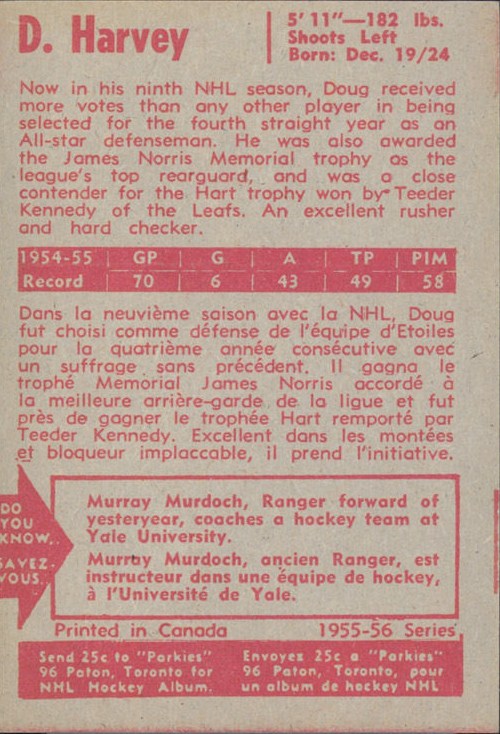 D. Harvey
5' 11"—182 lbs.
Shoots Left
Born: Dec. 19/24
Now in his ninth NHL season, Doug received
more votes than any other player in being
selected for the fourth straight year as an
All-star defenseman. He was also awarded
the James Norris Memorial trophy as the
league's top rearguard, and was a close
contender for the Hart trophy won by Teeder
Kennedy of the Leafs. An excellent rusher
and hard checker.
1954-55 | GP | G | A | TP | PIM
Record | 70 | 6 | 43 | 49 | 58
Dans la neuvième saison avec la NHL, Doug
fut choisi comme défense de l'équipe d'Etoiles
pour la quatrième année consécutive avec
un suffrage sans précédent. Il gagna le
trophé Memorial James Norris accordé à
la meilleure arrière-garde de la ligue et fut
près de gagner le trophée Hart remporté par
Teeder Kennedy. Excellent dans les montées
et bloqueur implaccable, il prend l'initiative.
DO
YOU
KNOW..
SAVEZ-
VOUS..
Murray Murdoch, Ranger forward of
yesteryear, coaches a hockey team at
Yale University.
Murray Murdoch, ancien Ranger, est
instructeur dans une équipe de hockey,
à l'Université de Yale.
Printed in Canada 1955-56 Series
Send 25c to "Parkies"
96 Paton, Toronto for
NHL Hockey Album.
Envoyez 25c a "Parkies"
96 Paton, Toronto, pour
un album de hockey NHL